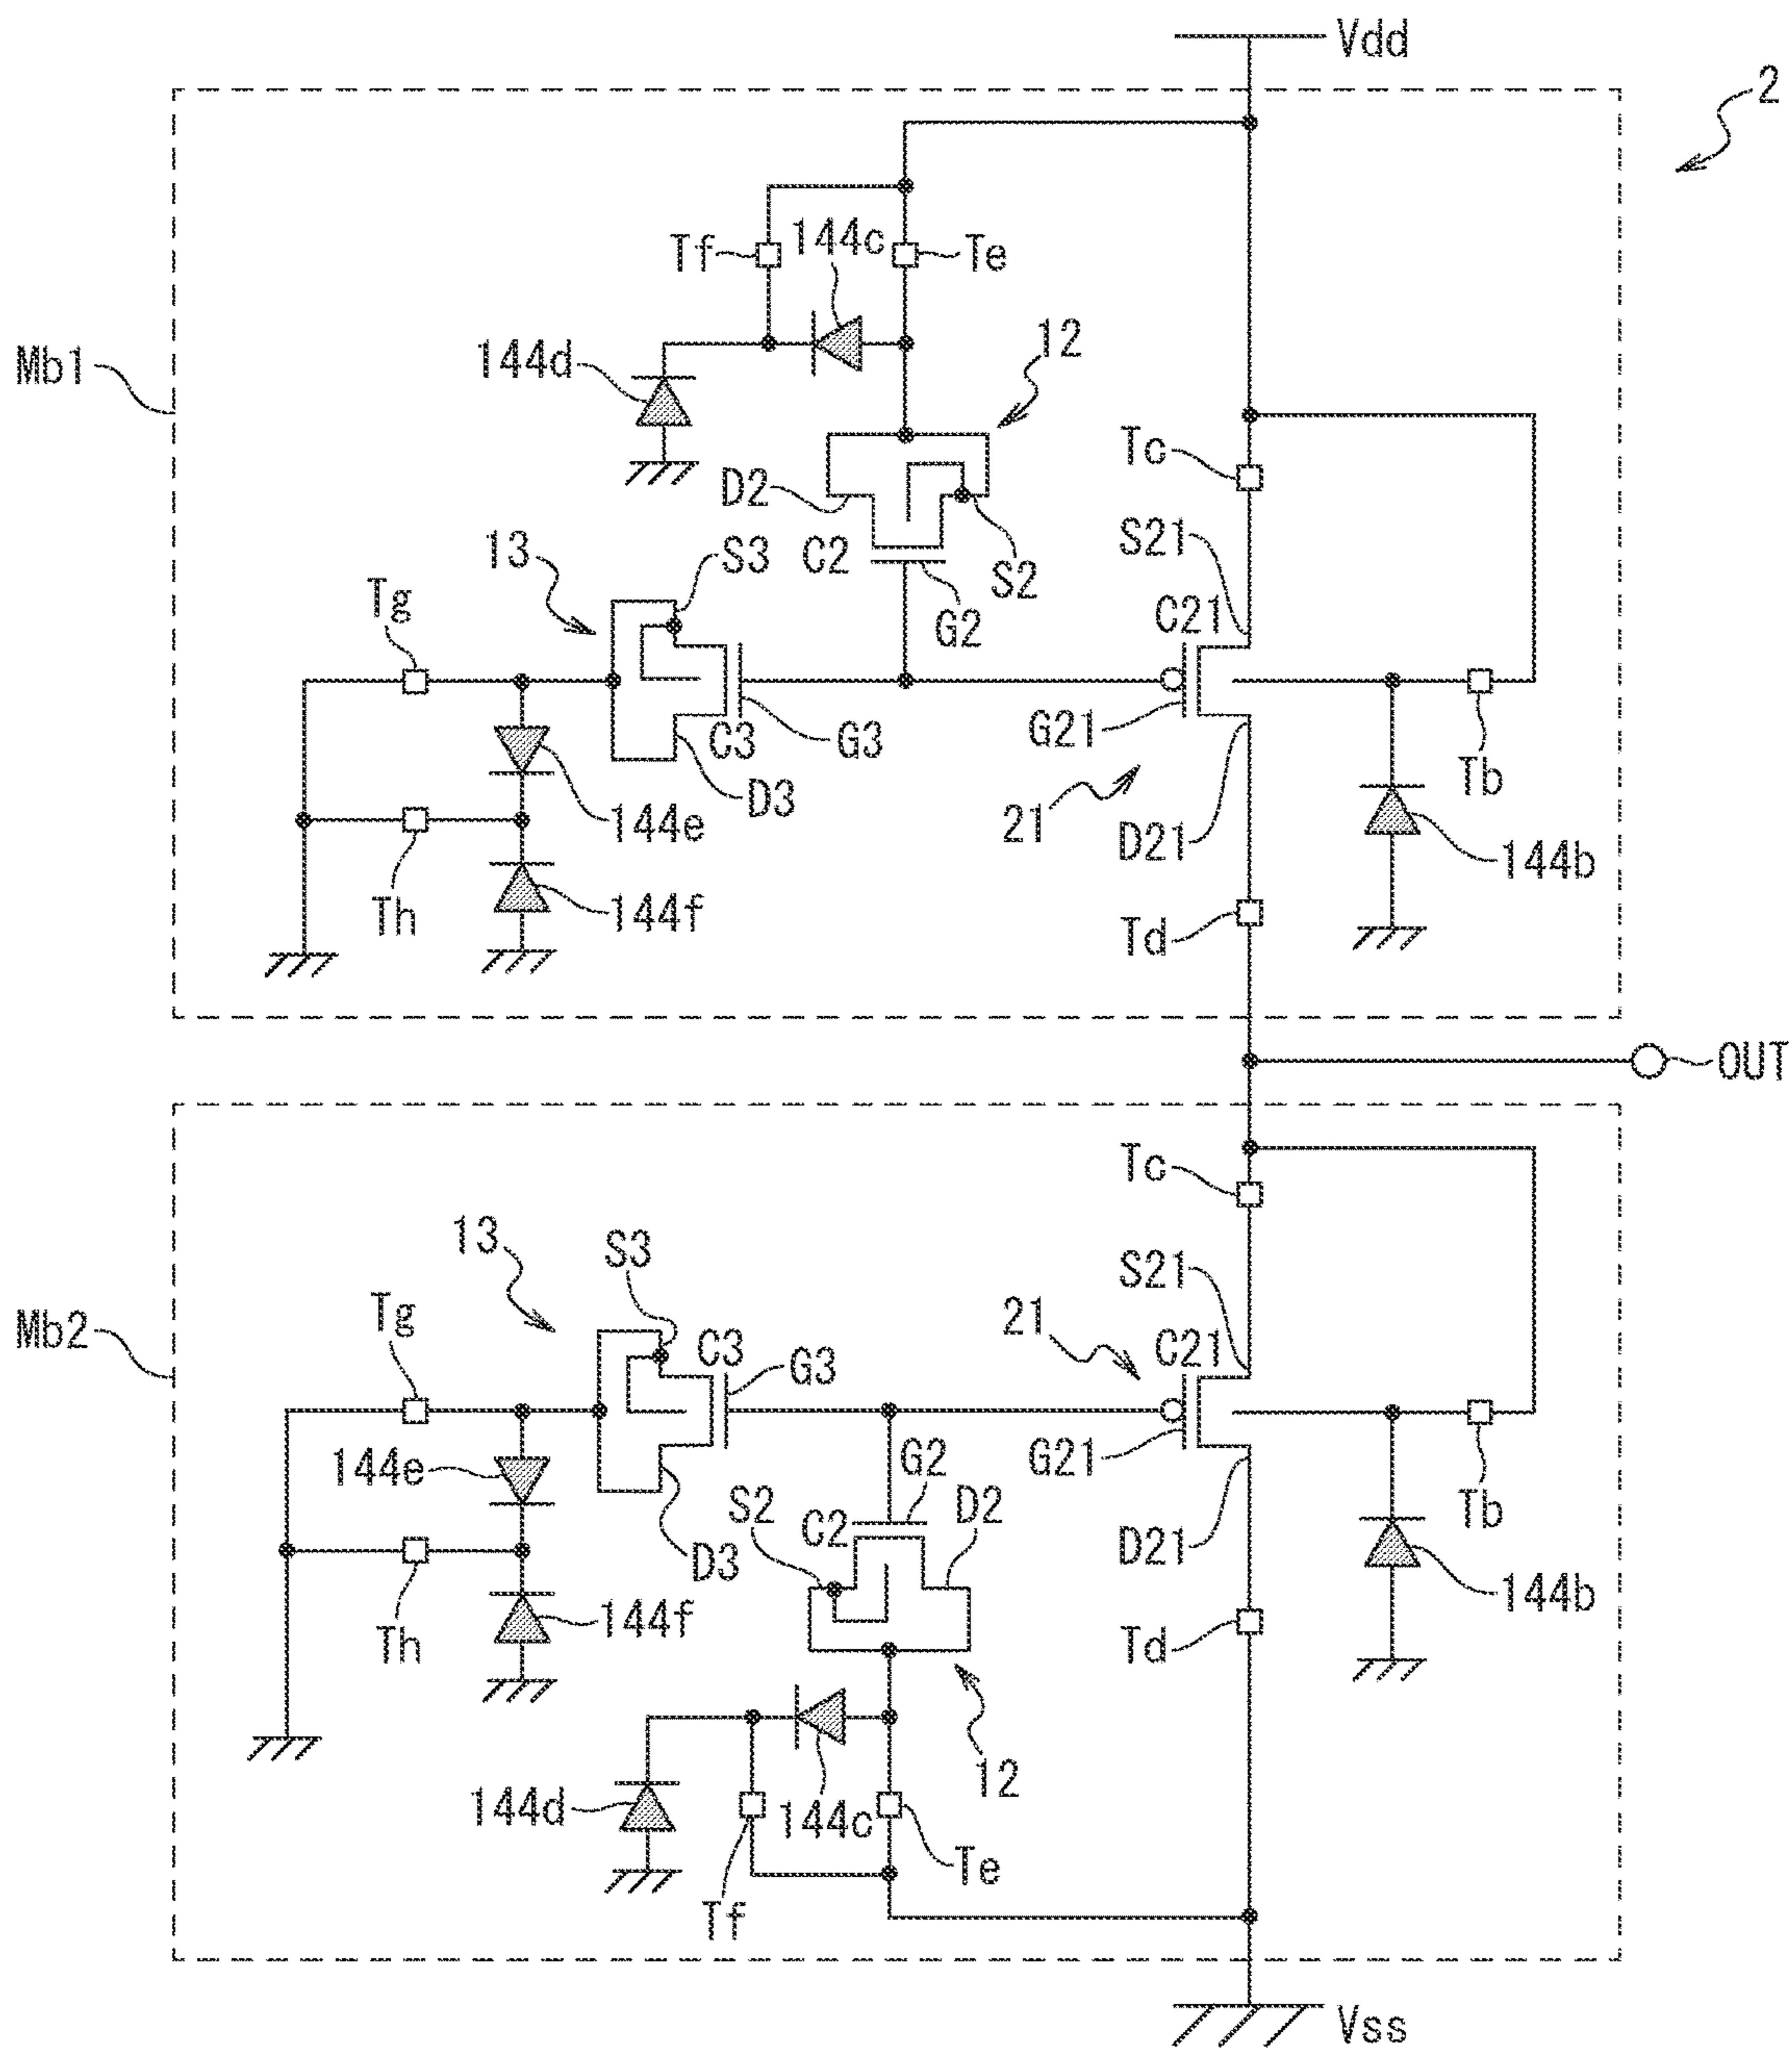 Vdd
2
Tf
144c
Te
12
Mb1
144d
Tc
D2
S21
13
S3
C2
S2
Tg
G2
C21
G21
C3
G3
Tb
D3
144e
21
D21
144b
Th
144f
Td
OUT
Tc
13
S3
S21
Tg
21
Mb2
C3
C21
G3
144e
G2
G21
S2
C2
D2
Tb
D3
D21
144f
144b
Th
Td
12
144d
144c
Te
Tf
Vss